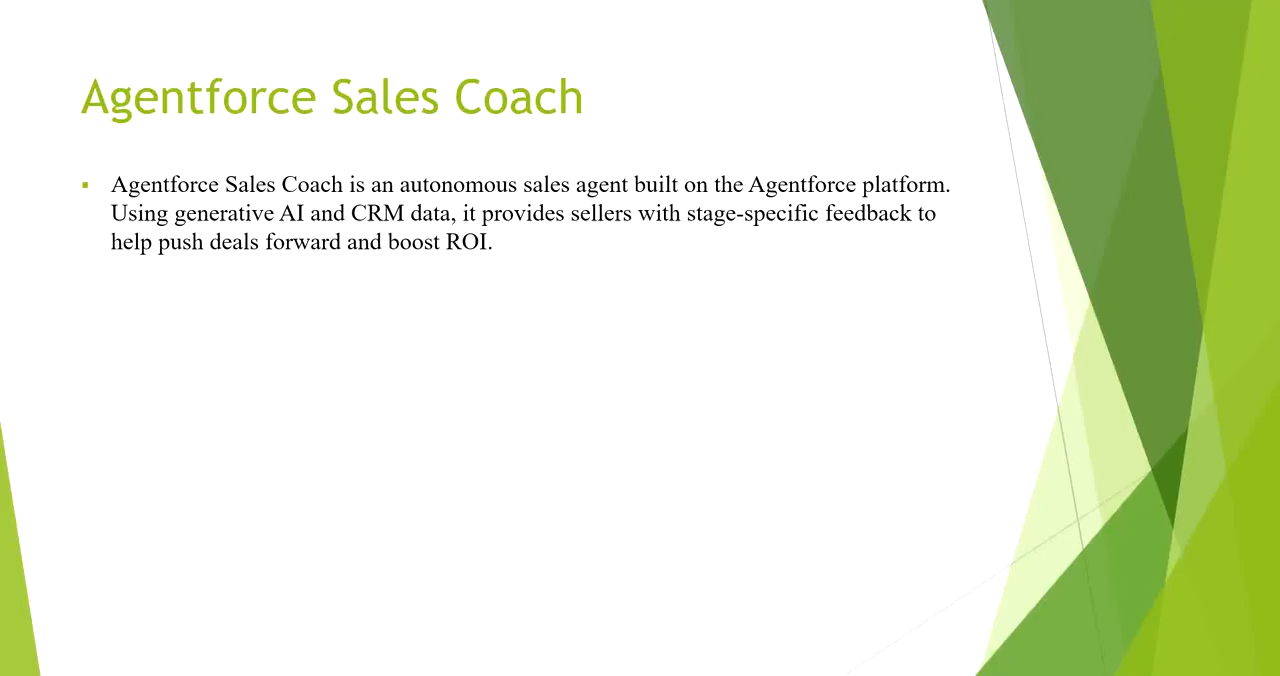 Agentforce Sales Coach
Agentforce Sales Coach is an autonomous sales agent built on the Agentforce platform.
Using generative AI and CRM data, it provides sellers with stage-specific feedback to
help push deals forward and boost ROI.